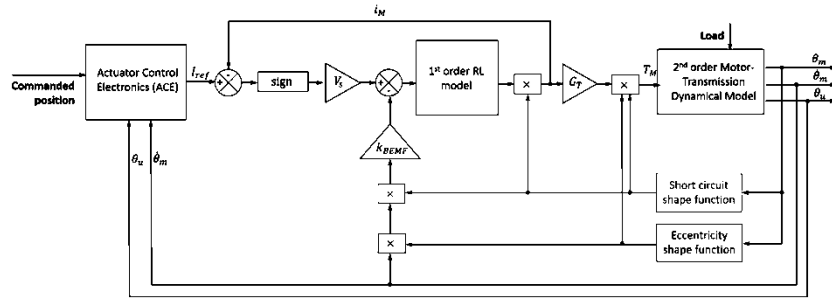 i_M
Load
Commanded
position
Actuator Control
Electronics (ACE)
i_ref
+
-
sign
V_s
+
-
1st order RL
model
×
G_T
×
T_M
2nd order Motor-
Transmission
Dynamical Model
θ_m
θ̇_m
θ_u
k_BEMF
θ_u
θ̇_m
×
Short circuit
shape function
×
Eccentricity
shape function